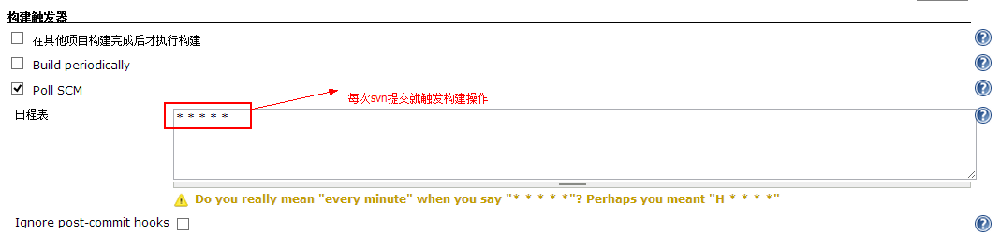 构建触发器
在其他项目构建完成后才执行构建
Build periodically
Poll SCM
每次svn提交就触发构建操作
日程表
* * * * *
Do you really mean "every minute" when you say "* * * * *"? Perhaps you meant "H * * * *"
Ignore post-commit hooks